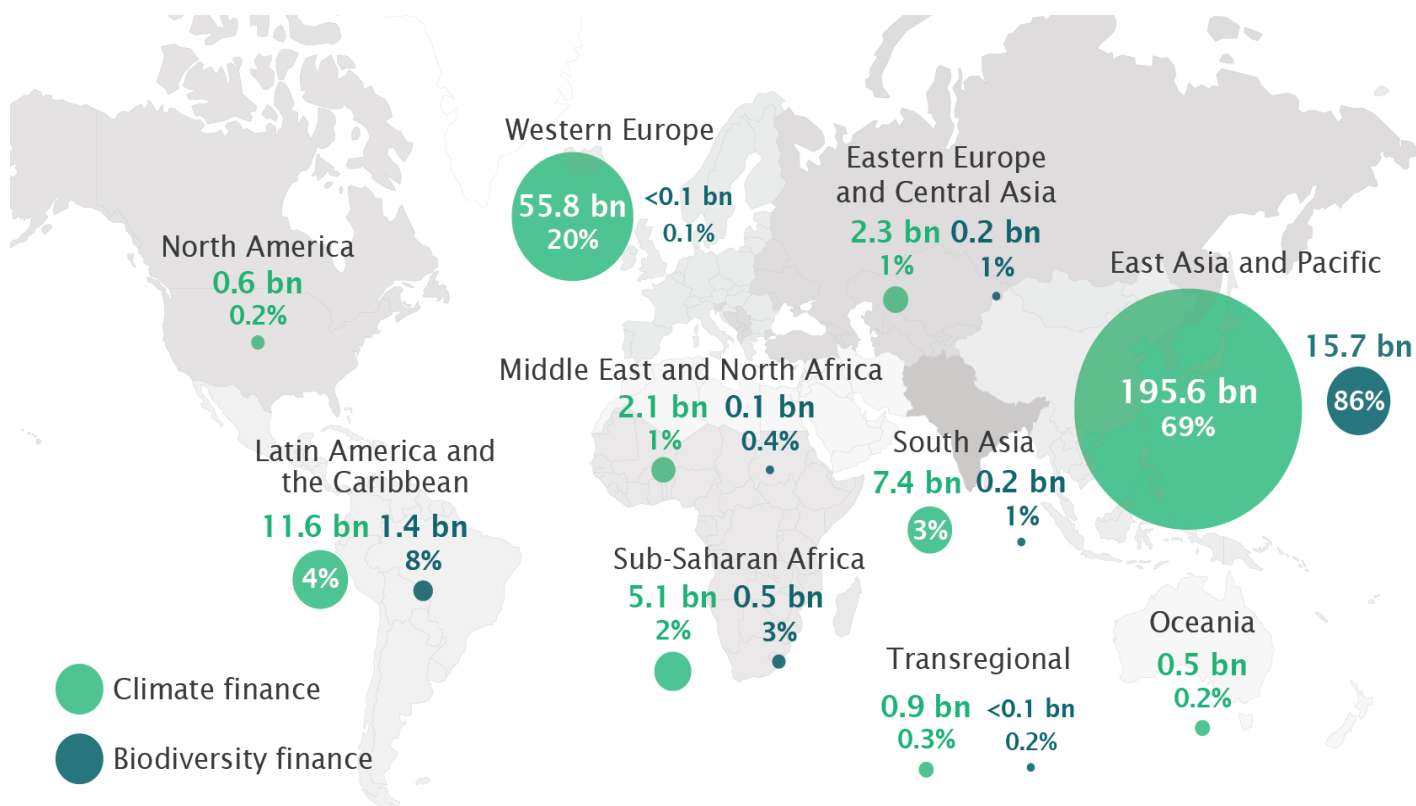 Western Europe
55.8 bn
20%
<0.1 bn
0.1%
Eastern Europe
and Central Asia
2.3 bn 0.2 bn
1% 1%
North America
0.6 bn
0.2%
East Asia and Pacific
195.6 bn
69%
15.7 bn
86%
Middle East and North Africa
2.1 bn 0.1 bn
1% 0.4%
South Asia
7.4 bn 0.2 bn
3% 1%
Latin America and
the Caribbean
11.6 bn 1.4 bn
4% 8%
Sub-Saharan Africa
5.1 bn 0.5 bn
2% 3%
Transregional
0.9 bn <0.1 bn
0.3% 0.2%
Oceania
0.5 bn
0.2%
Climate finance
Biodiversity finance